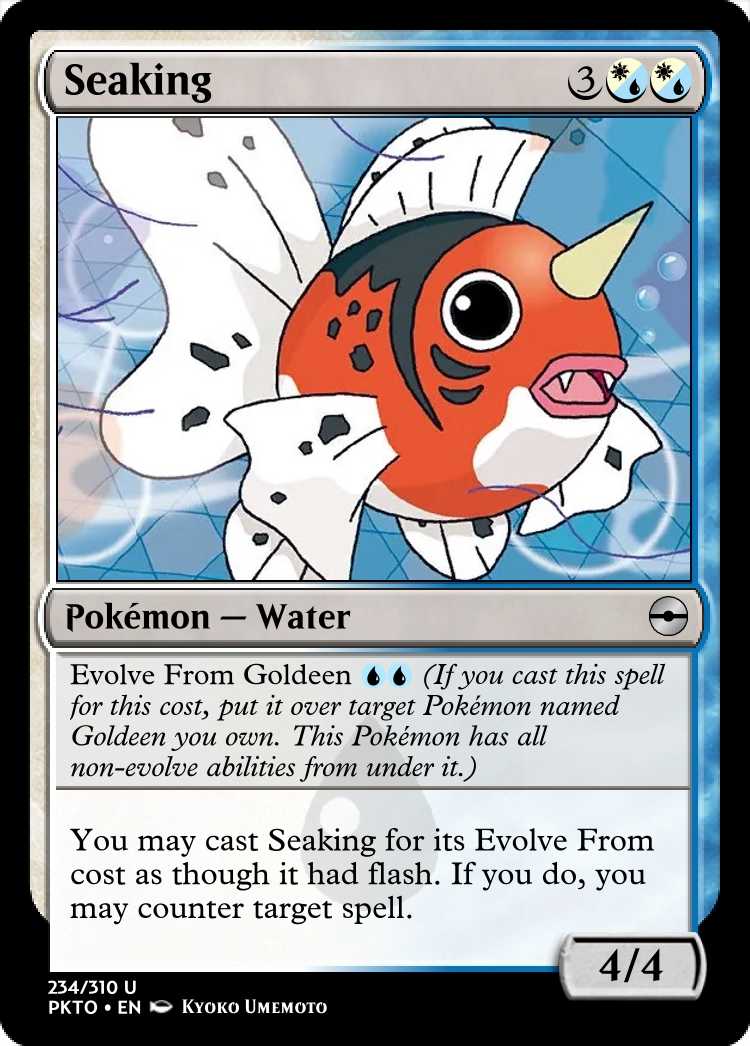 Seaking 3
Pokémon — Water
Evolve From Goldeen (If you cast this spell
for this cost, put it over target Pokémon named
Goldeen you own. This Pokémon has all
non-evolve abilities from under it.)
You may cast Seaking for its Evolve From
cost as though it had flash. If you do, you
may counter target spell.
4/4
234/310 U
PKTO • EN Kyoko Umemoto